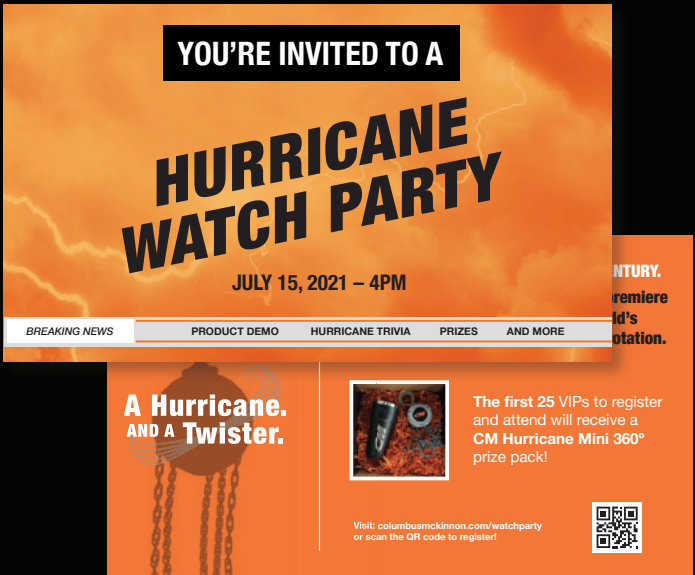 YOU'RE INVITED TO A
HURRICANE
WATCH PARTY
JULY 15, 2021 – 4PM
BREAKING NEWS PRODUCT DEMO HURRICANE TRIVIA PRIZES AND MORE
NTURY.
remiere
ld's
otation.
A Hurricane.
AND A Twister.
The first 25 VIPs to register
and attend will receive a
CM Hurricane Mini 360º
prize pack!
Visit: columbusmckinnon.com/watchparty
or scan the QR code to register!